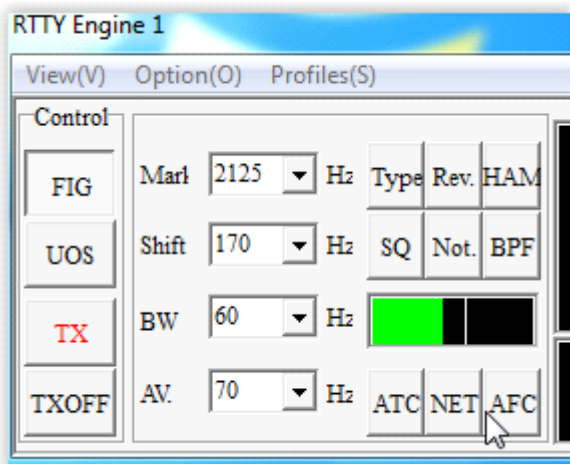 RTTY Engine 1
View(V) Option(O) Profiles(S)
Control
FIG
UOS
TX
TXOFF
Mark 2125 Hz
Shift 170 Hz
BW 60 Hz
AV. 70 Hz
Type Rev. HAM
SQ Not. BPF
ATC NET AFC